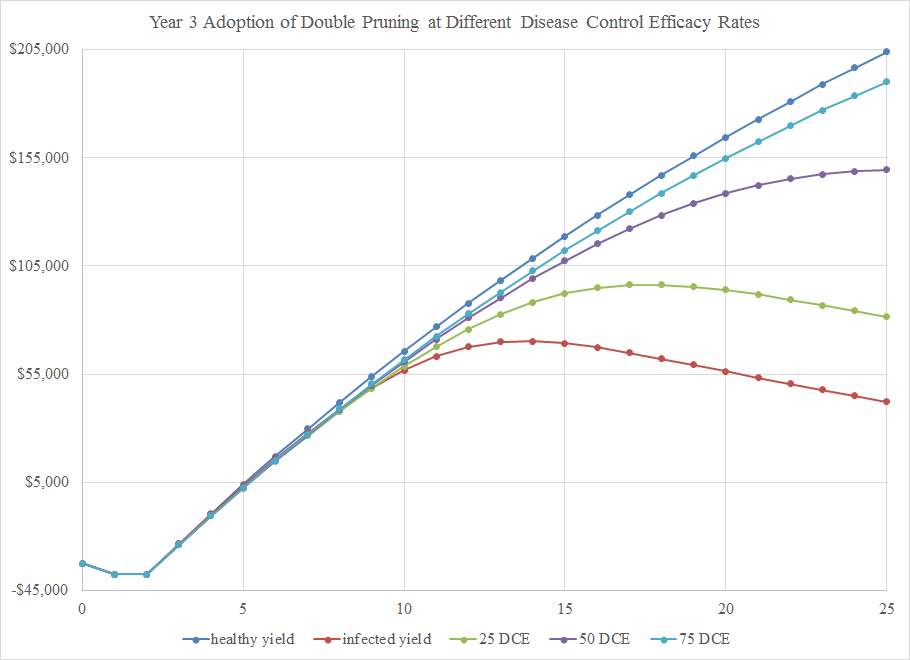 Year 3 Adoption of Double Pruning at Different Disease Control Efficacy Rates
$205,000
$155,000
$105,000
$55,000
$5,000
-$45,000
0 5 10 15 20 25
healthy yield infected yield 25 DCE 50 DCE 75 DCE